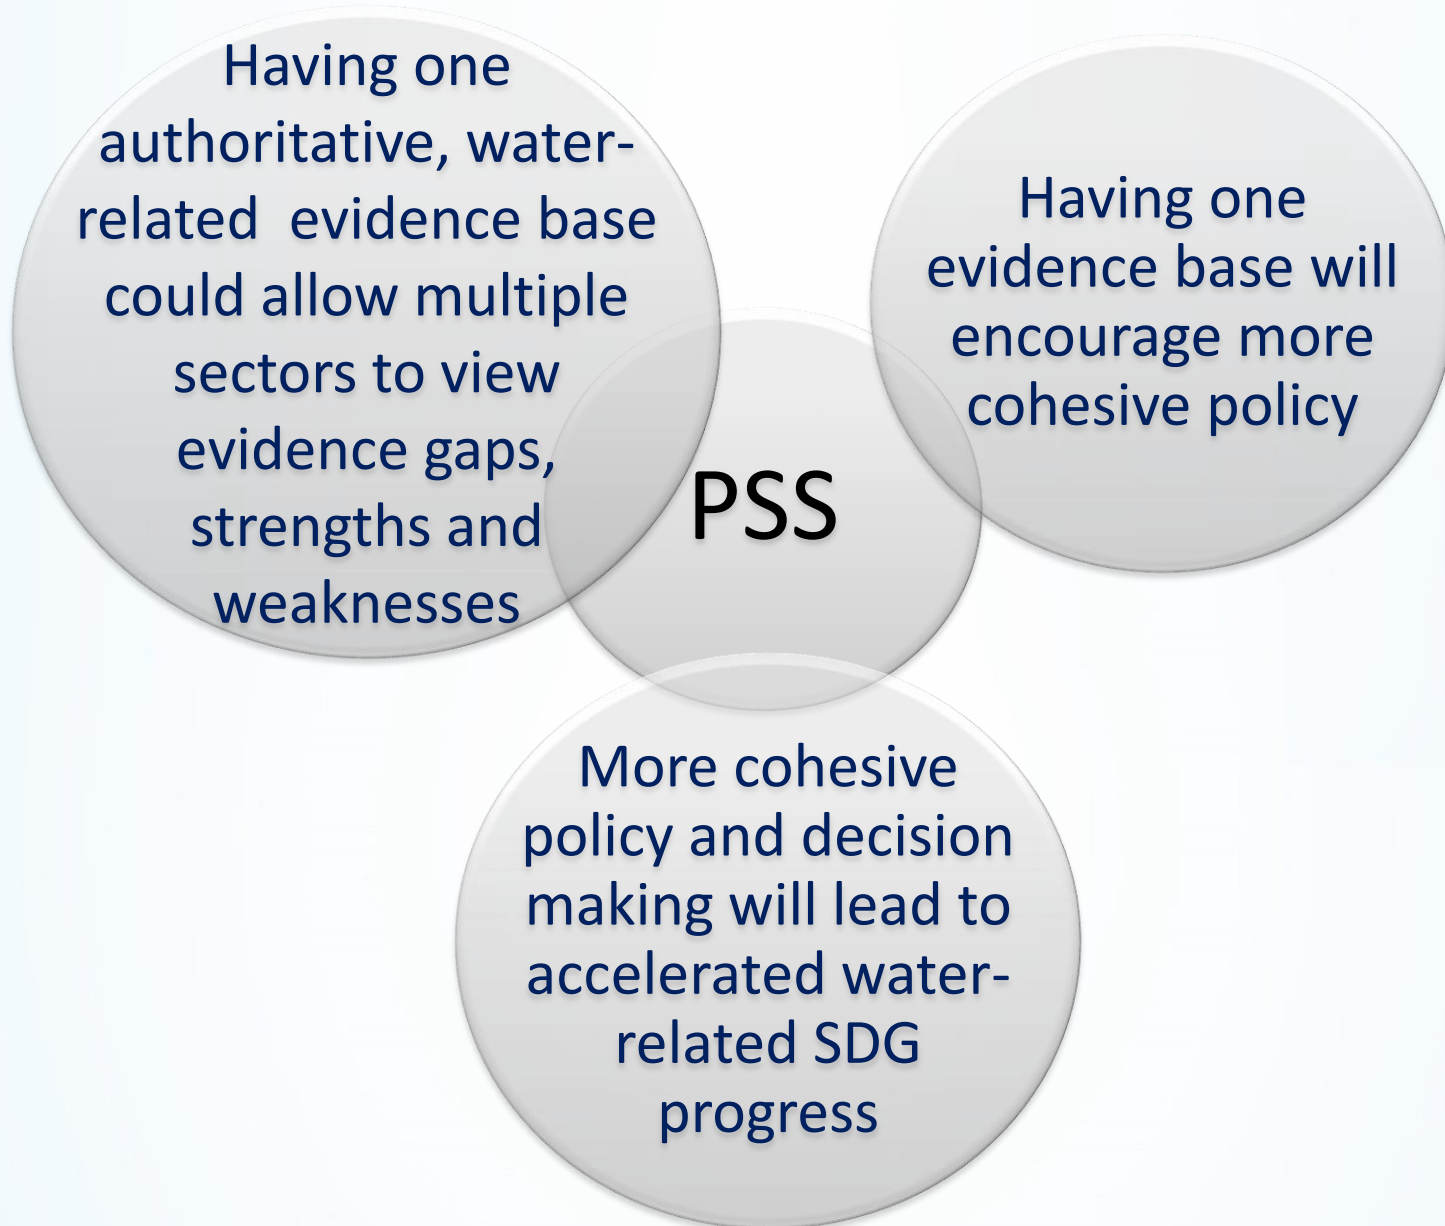 Having one
authoritative, water-
related  evidence base
could allow multiple
sectors to view
evidence gaps,
strengths and
weaknesses
Having one
evidence base will
encourage more
cohesive policy
PSS
More cohesive
policy and decision
making will lead to
accelerated water-
related SDG
progress